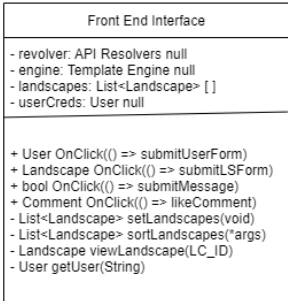 Front End Interface
- revolver: API Resolvers null
- engine: Template Engine null
- landscapes: List<Landscape> [ ]
- userCreds: User null
+ User OnClick(() => submitUserForm)
+ Landscape OnClick(() => submitLSForm)
+ bool OnClick(() => submitMessage)
+ Comment OnClick(() => likeComment)
- List<Landscape> setLandscapes(void)
- List<Landscape> sortLandscapes(*args)
- Landscape viewLandscape(LC_ID)
- User getUser(String)